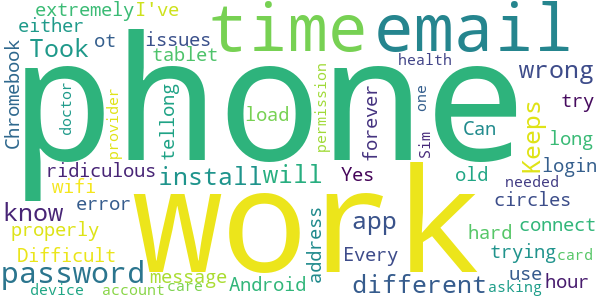 extremely I've
either
Took ot issues
tablet
time email
health
wrong
Chromebook
doctor
provider
tellong
phone
load
permission
forever
Sim
one
Can
Keeps
try
long
login
ridiculous
install will Yes old needed
wifi
circles
know
error
work
address
app
properly
hard connect
Difficult
Every
trying card
password message
different use
hour
device account care Android asking